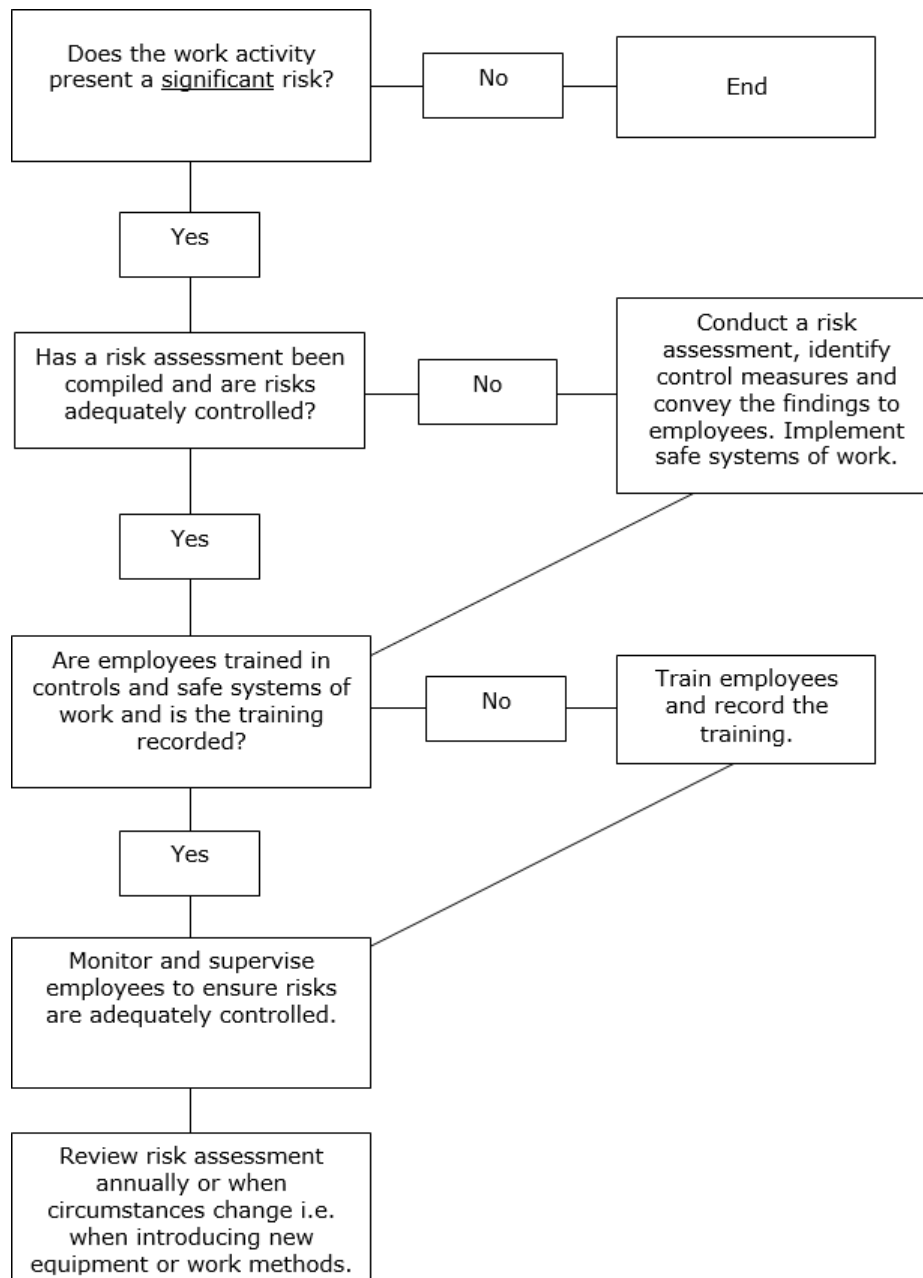 Does the work activity
present a significant risk?
No
End
Yes
Has a risk assessment been
compiled and are risks
adequately controlled?
No
Conduct a risk
assessment, identify
control measures and
convey the findings to
employees. Implement
safe systems of work.
Yes
Are employees trained in
controls and safe systems of
work and is the training
recorded?
No
Train employees
and record the
training.
Yes
Monitor and supervise
employees to ensure risks
are adequately controlled.
Review risk assessment
annually or when
circumstances change i.e.
when introducing new
equipment or work methods.